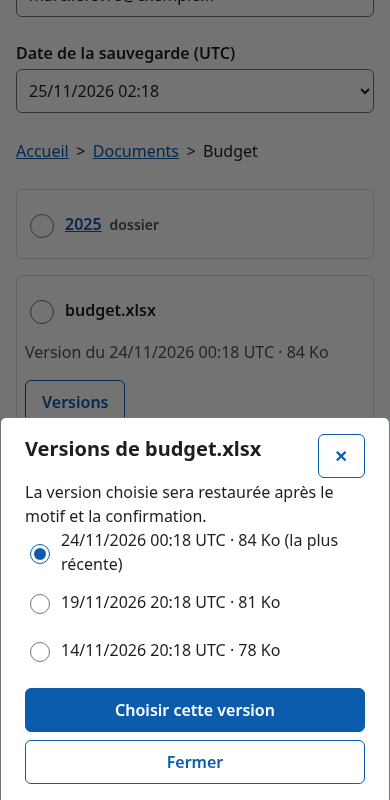 Date de la sauvegarde (UTC)
25/11/2026 02:18
Accueil > Documents > Budget
2025 dossier
budget.xlsx
Version du 24/11/2026 00:18 UTC · 84 Ko
Versions
Versions de budget.xlsx
×
La version choisie sera restaurée après le
motif et la confirmation.
24/11/2026 00:18 UTC · 84 Ko (la plus
récente)
19/11/2026 20:18 UTC · 81 Ko
14/11/2026 20:18 UTC · 78 Ko
Choisir cette version
Fermer